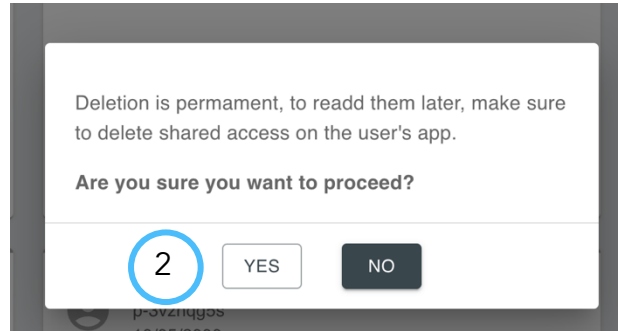 Deletion is permament, to readd them later, make sure
to delete shared access on the user's app.
Are you sure you want to proceed?
2 YES NO
p-3vzhqg5s